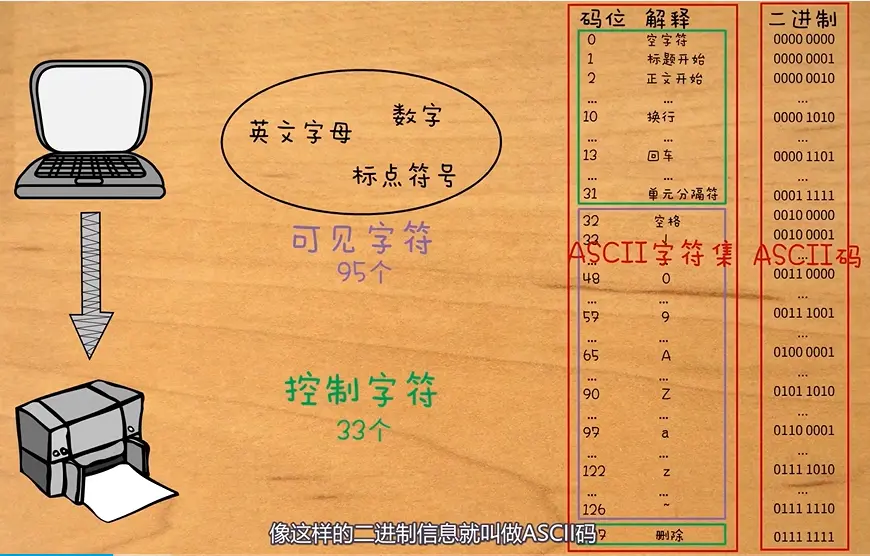 码位 解释 二进制
0 空字符 0000 0000
1 标题开始 0000 0001
2 正文开始 0000 0010
... ... ...
10 换行 0000 1010
... ... ...
13 回车 0000 1101
... ... ...
31 单元分隔符 0001 1111
32 空格 0010 0000
33 0010 0001
ASCII字符集 ASCII码
... ...
48 0 0011 0000
... ... ...
57 9 0011 1001
... ... ...
65 A 0100 0001
... ... ...
90 Z 0101 1010
... ... ...
97 a 0110 0001
... ... ...
122 z 0111 1010
... ... ...
126 ~ 0111 1110
删除 0111 1111
英文字母
数字
标点符号
可见字符
95个
控制字符
33个
像这样的二进制信息就叫做ASCII码